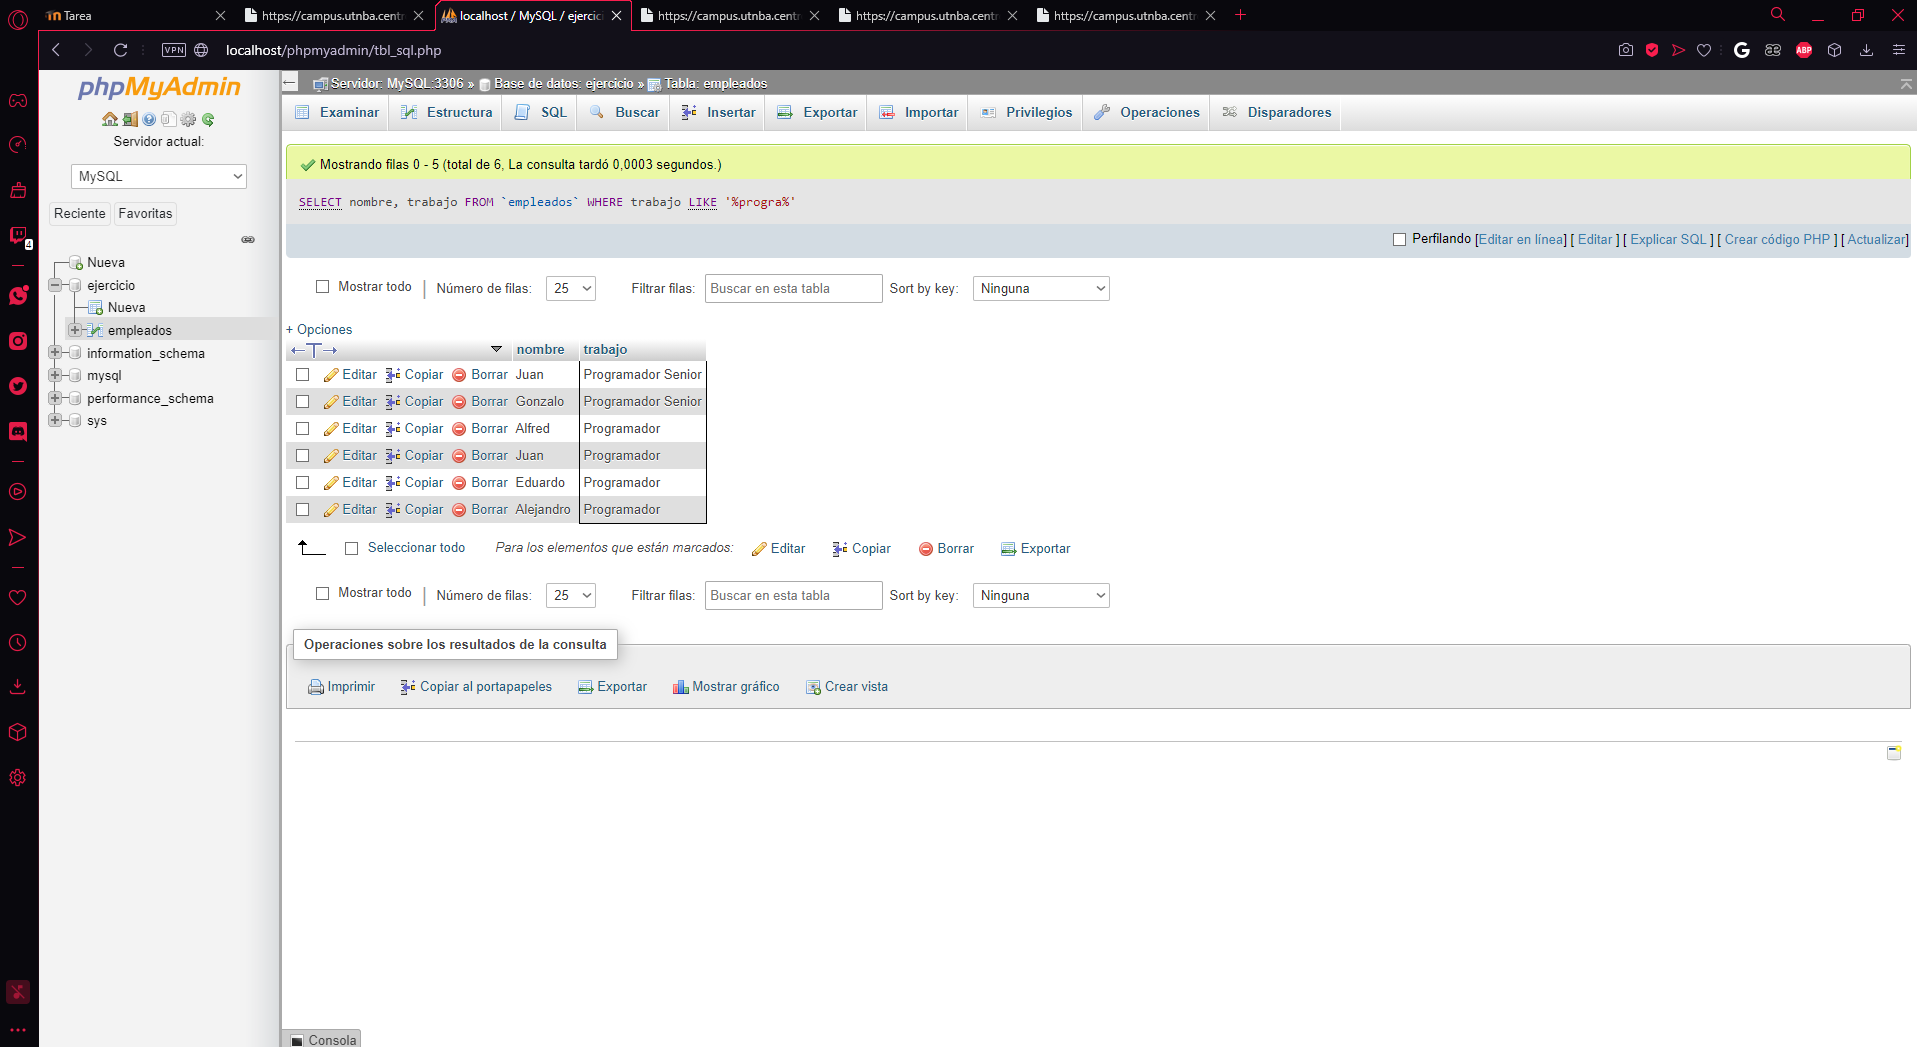 Tarea
https://campus.utnba.centr
localhost / MySQL / ejercic
https://campus.utnba.centr
https://campus.utnba.centr
https://campus.utnba.centr
VPN
localhost/phpmyadmin/tbl_sql.php
G
ABP
4
phpMyAdmin
Servidor actual:
MySQL
Reciente
Favoritas
Nueva
ejercicio
Nueva
empleados
information_schema
mysql
performance_schema
sys
Servidor: MySQL:3306 » Base de datos: ejercicio » Tabla: empleados
Examinar
Estructura
SQL
Buscar
Insertar
Exportar
Importar
Privilegios
Operaciones
Disparadores
Mostrando filas 0 - 5 (total de 6, La consulta tardó 0,0003 segundos.)
SELECT nombre, trabajo FROM `empleados` WHERE trabajo LIKE '%progra%'
Perfilando [Editar en línea] [ Editar ] [ Explicar SQL ] [ Crear código PHP ] [ Actualizar]
Mostrar todo | Número de filas: 25 Filtrar filas: Buscar en esta tabla Sort by key: Ninguna
+ Opciones
←T→ nombre trabajo
Editar Copiar Borrar Juan Programador Senior
Editar Copiar Borrar Gonzalo Programador Senior
Editar Copiar Borrar Alfred Programador
Editar Copiar Borrar Juan Programador
Editar Copiar Borrar Eduardo Programador
Editar Copiar Borrar Alejandro Programador
Seleccionar todo Para los elementos que están marcados: Editar Copiar Borrar Exportar
Mostrar todo | Número de filas: 25 Filtrar filas: Buscar en esta tabla Sort by key: Ninguna
Operaciones sobre los resultados de la consulta
Imprimir Copiar al portapapeles Exportar Mostrar gráfico Crear vista
Consola